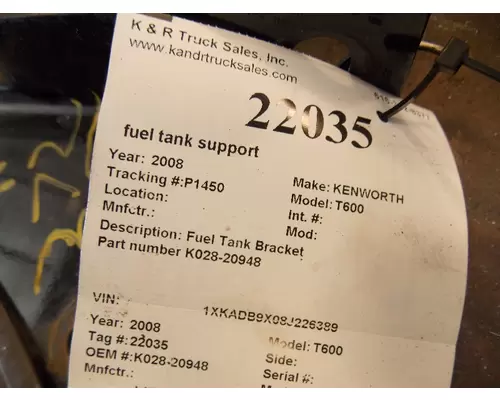 K & R Truck Sales, Inc.
www.kandrtrucksales.com
22035
fuel tank support
Year: 2008
Make: KENWORTH
Tracking #:P1450
Model: T600
Location:
Int. #:
Mnfctr.:
Mod:
Description: Fuel Tank Bracket
Part number K028-20948
VIN: 1XKADB9X08J226389
Year: 2008
Model: T600
Tag #:22035
Side:
OEM #:K028-20948
Serial #:
Mnfctr.: